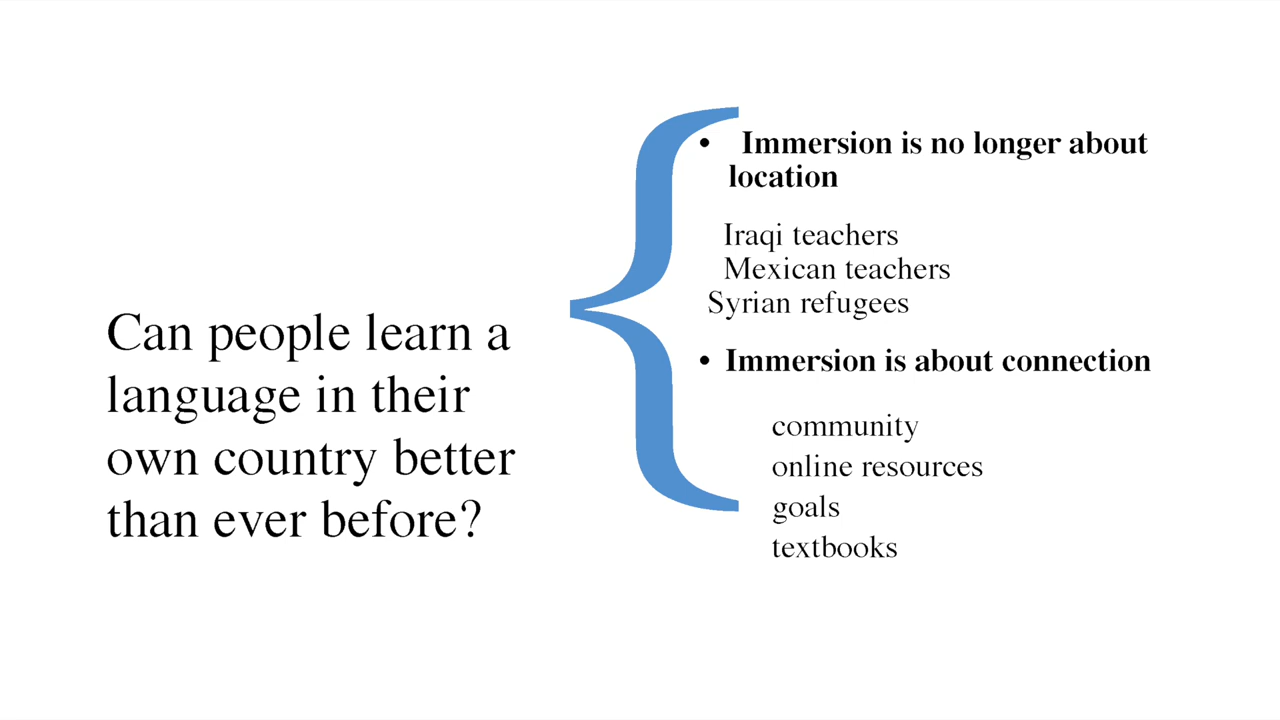 Can people learn a
language in their
own country better
than ever before?
• Immersion is no longer about
location
Iraqi teachers
Mexican teachers
Syrian refugees
• Immersion is about connection
community
online resources
goals
textbooks